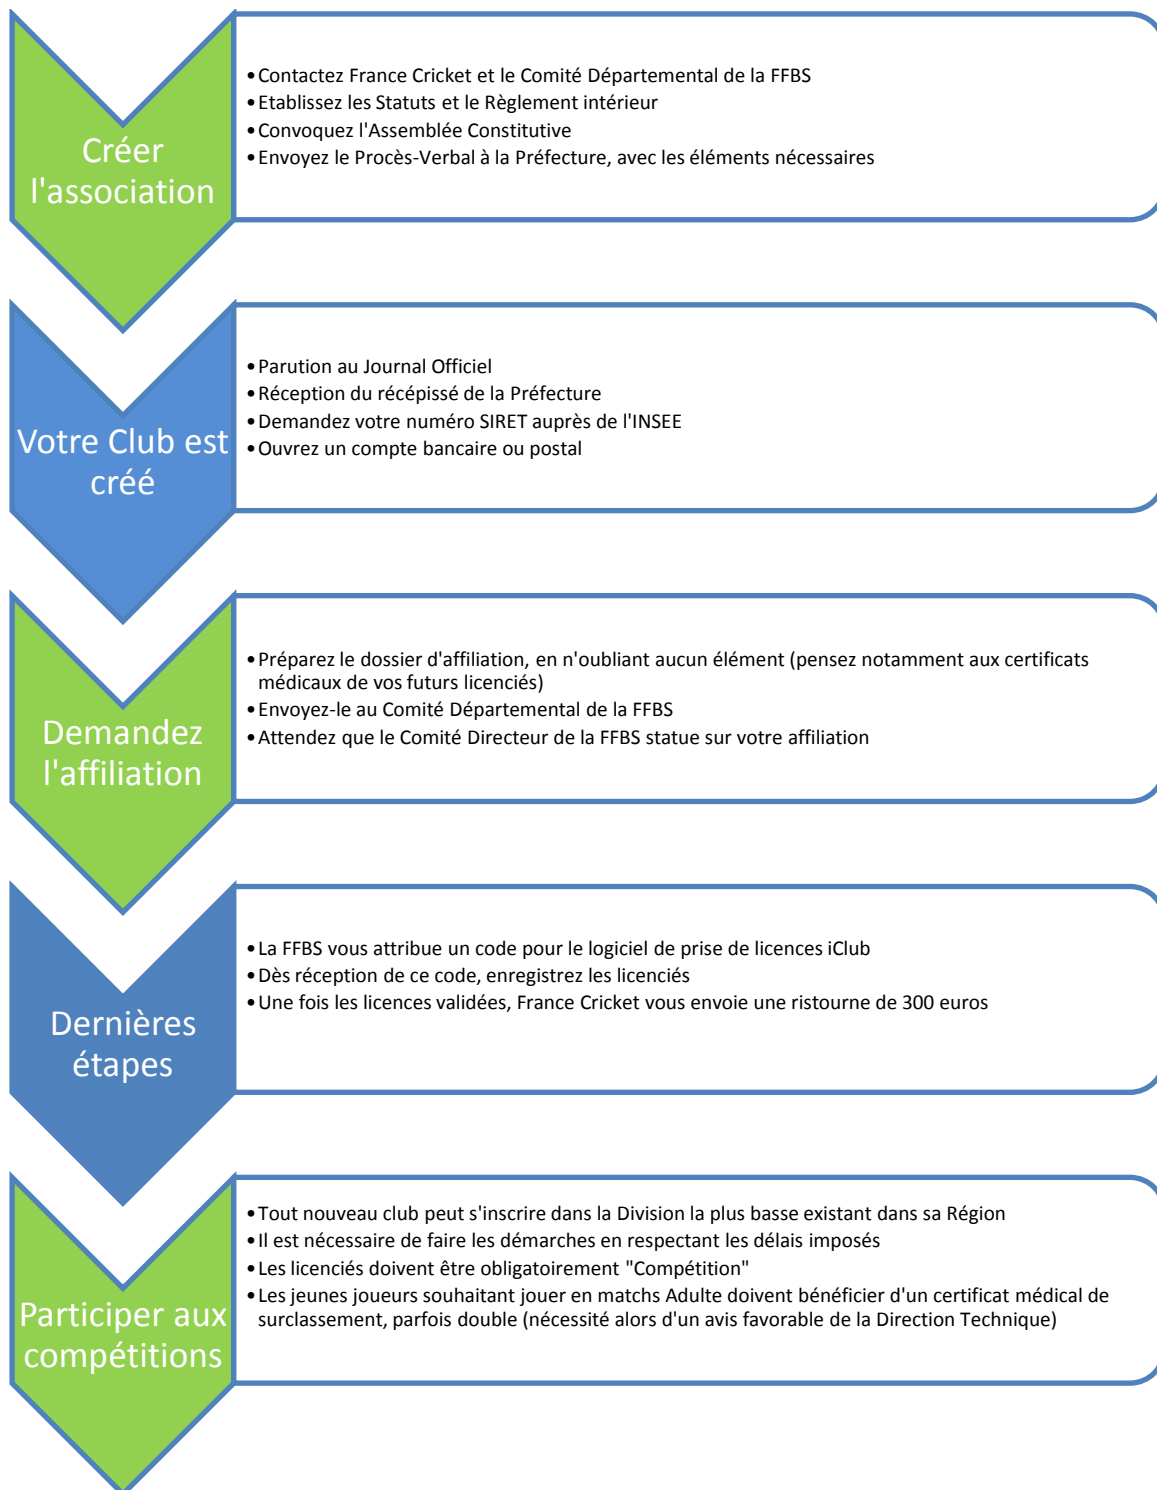 Créer
l'association
•Contactez France Cricket et le Comité Départemental de la FFBS
•Etablissez les Statuts et le Règlement intérieur
•Convoquez l'Assemblée Constitutive
•Envoyez le Procès-Verbal à la Préfecture, avec les éléments nécessaires
Votre Club est
créé
•Parution au Journal Officiel
•Réception du récépissé de la Préfecture
•Demandez votre numéro SIRET auprès de l'INSEE
•Ouvrez un compte bancaire ou postal
Demandez
l'affiliation
•Préparez le dossier d'affiliation, en n'oubliant aucun élément (pensez notamment aux certificats
médicaux de vos futurs licenciés)
•Envoyez-le au Comité Départemental de la FFBS
•Attendez que le Comité Directeur de la FFBS statue sur votre affiliation
Dernières
étapes
•La FFBS vous attribue un code pour le logiciel de prise de licences iClub
•Dès réception de ce code, enregistrez les licenciés
•Une fois les licences validées, France Cricket vous envoie une ristourne de 300 euros
Participer aux
compétitions
•Tout nouveau club peut s'inscrire dans la Division la plus basse existant dans sa Région
•Il est nécessaire de faire les démarches en respectant les délais imposés
•Les licenciés doivent être obligatoirement "Compétition"
•Les jeunes joueurs souhaitant jouer en matchs Adulte doivent bénéficier d'un certificat médical de
surclassement, parfois double (nécessité alors d'un avis favorable de la Direction Technique)